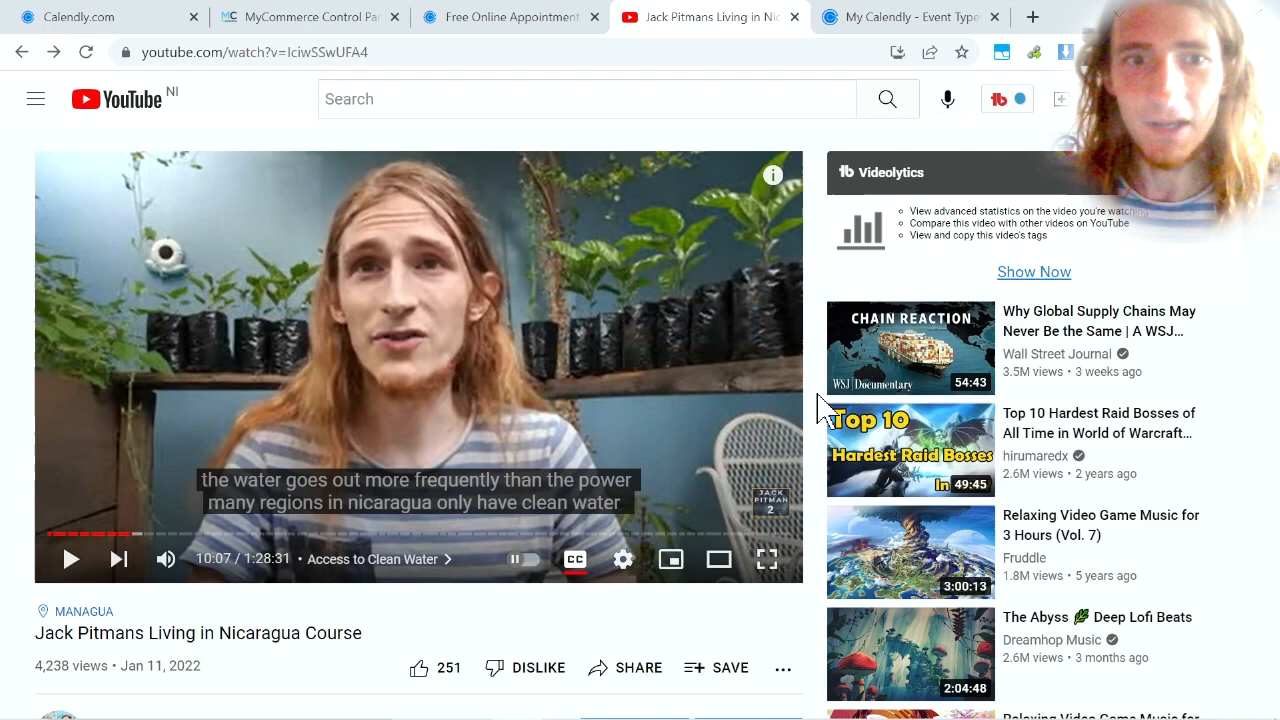 Calendly.com
MyCommerce Control Pa
Free Online Appointment
Jack Pitmans Living in Nic
My Calendly - Event Type
youtube.com/watch?v=IciwSSwUFA4
YouTube NI
Search
Videolytics
View advanced statistics on the video you're watching
Compare this video with other videos on YouTube
View and copy this video's tags
Show Now
the water goes out more frequently than the power
many regions in nicaragua only have clean water
JACK
PITMAN
2
10:07 / 1:28:31 • Access to Clean Water
CC
MANAGUA
Jack Pitmans Living in Nicaragua Course
4,238 views • Jan 11, 2022
251
DISLIKE
SHARE
SAVE
CHAIN REACTION
WSJ Documentary
54:43
Why Global Supply Chains May
Never Be the Same | A WSJ...
Wall Street Journal
3.5M views • 3 weeks ago
Top 10
Hardest Raid Bosses
In
49:45
Top 10 Hardest Raid Bosses of
All Time in World of Warcraft...
hirumaredx
2.6M views • 2 years ago
3:00:13
Relaxing Video Game Music for
3 Hours (Vol. 7)
Fruddle
1.8M views • 5 years ago
2:04:48
The Abyss 🌿 Deep Lofi Beats
Dreamhop Music
2.6M views • 3 months ago
Relaxing Video Game Music for